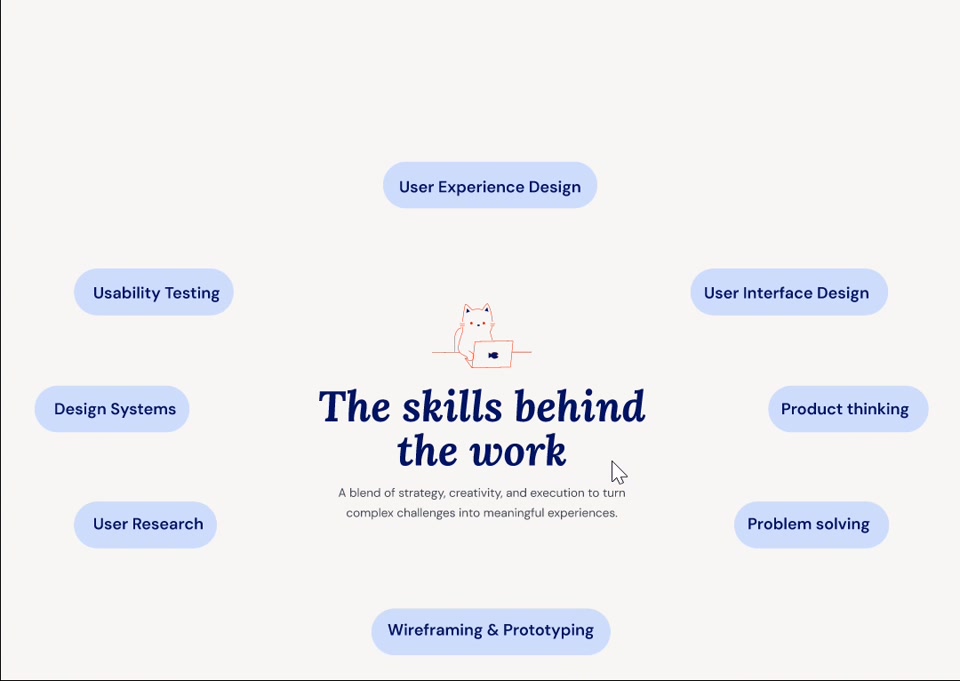 User Experience Design
Usability Testing
User Interface Design
Design Systems
The skills behind
the work
Product thinking
A blend of strategy, creativity, and execution to turn
complex challenges into meaningful experiences.
User Research
Problem solving
Wireframing & Prototyping